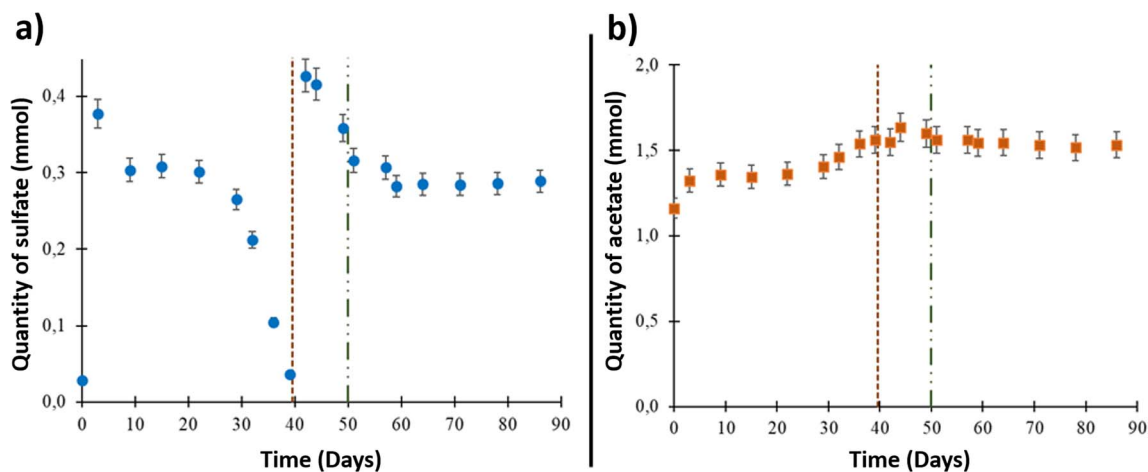 a)
Quantity of sulfate (mmol)
0,4
0,3
0,2
0,1
0,0
0 10 20 30 40 50 60 70 80 90
Time (Days)
b)
Quantity of acetate (mmol)
2,0
1,5
1,0
0,5
0,0
0 10 20 30 40 50 60 70 80 90
Time (Days)